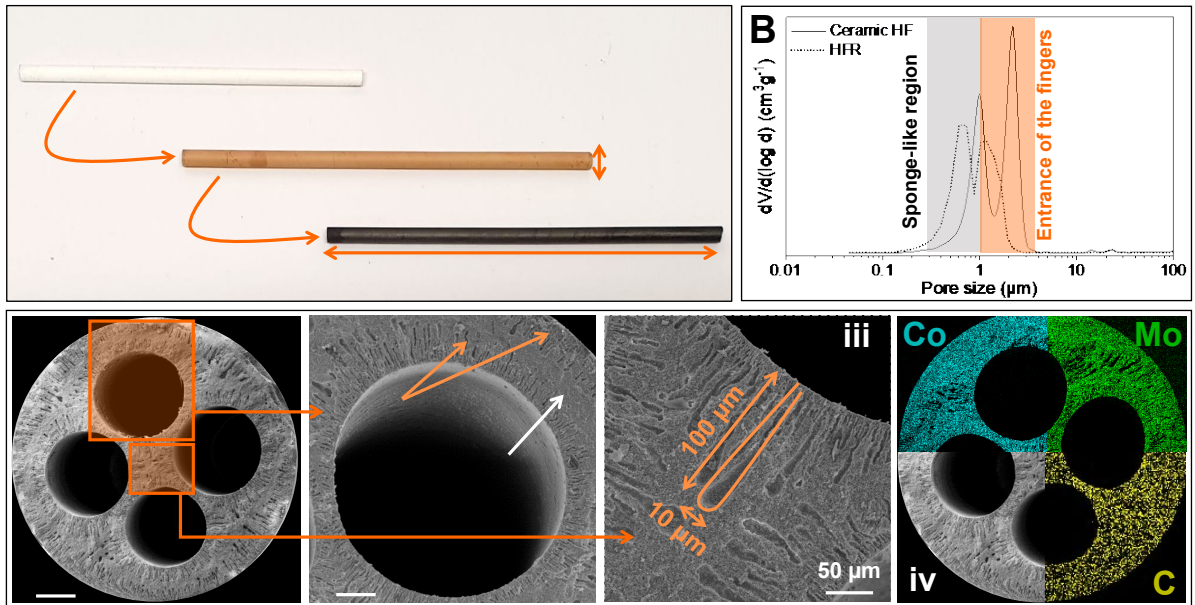 B
Ceramic HF
HFR
dV/d(log d) (cm³g⁻¹)
Sponge-like region
Entrance of the fingers
0.01
0.1
1
10
100
Pore size (µm)
iii
100 µm
10 µm
50 µm
Co
Mo
iv
C